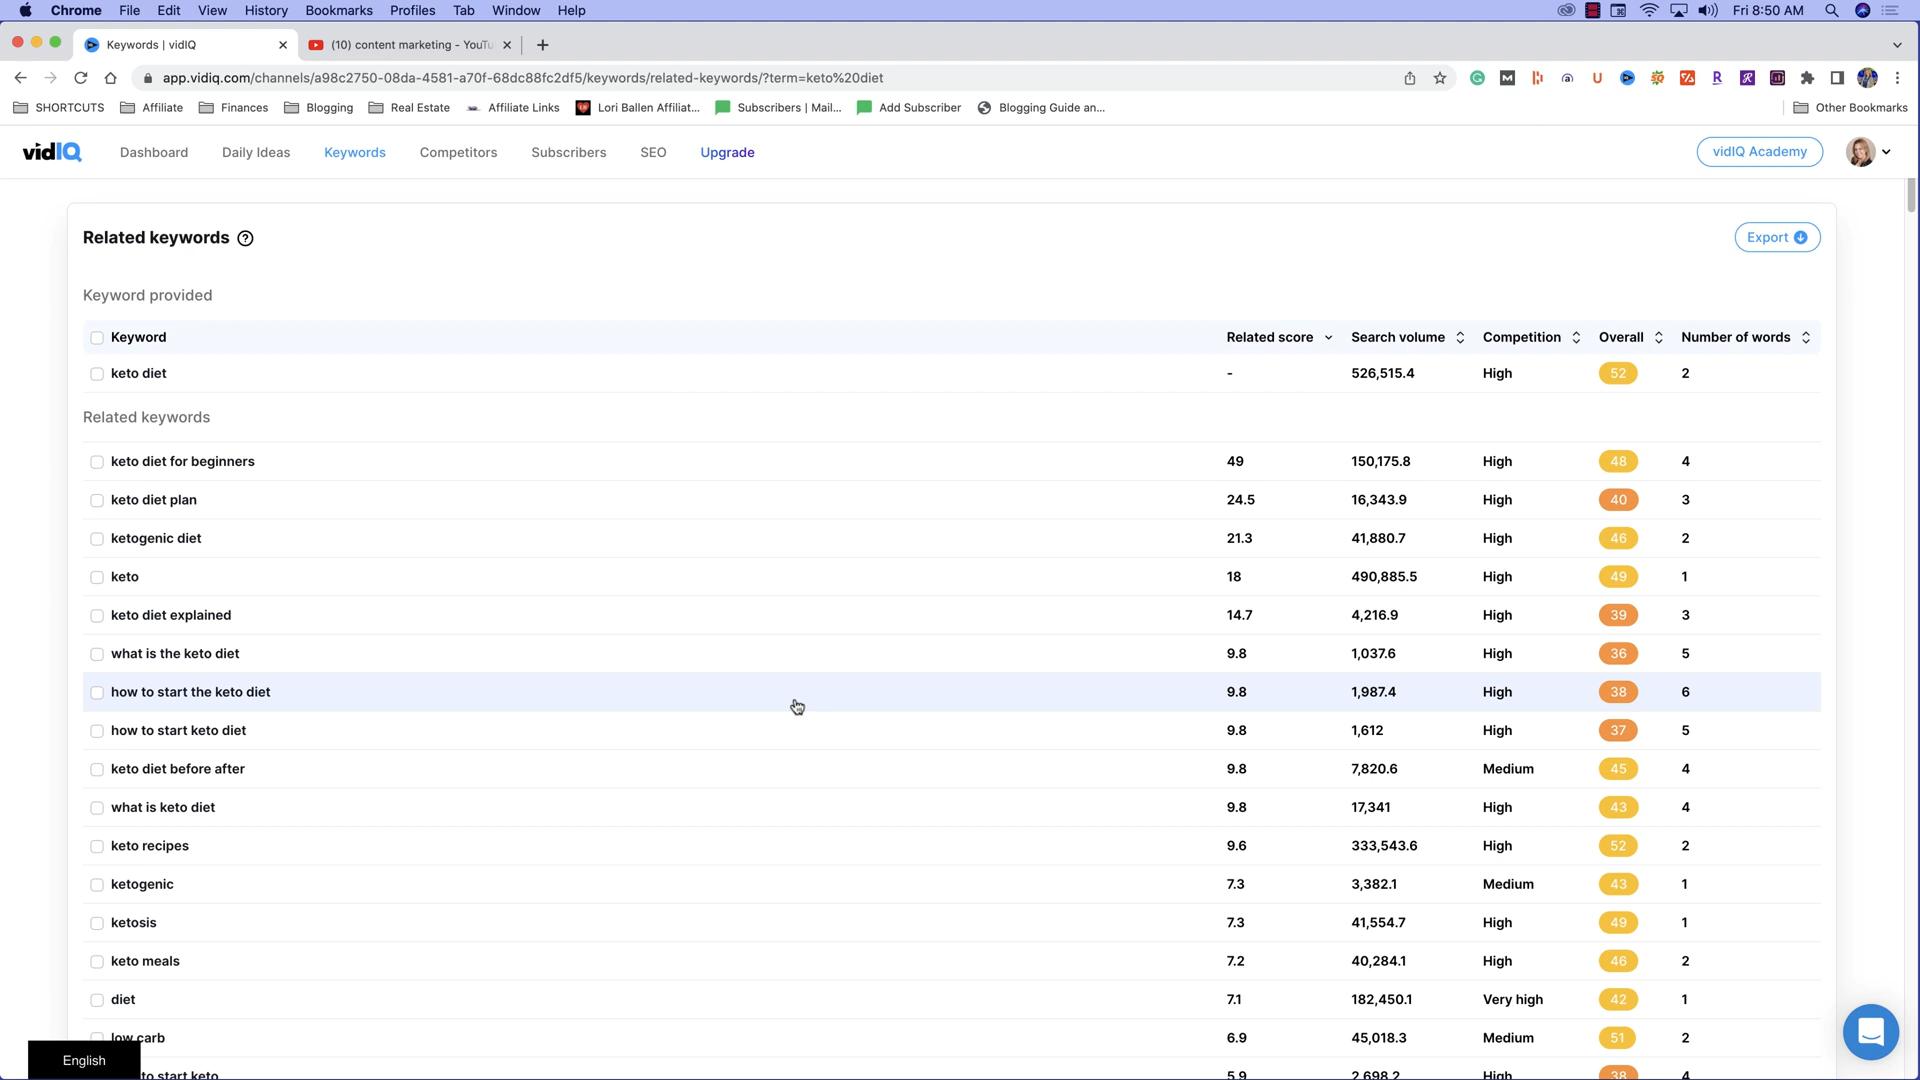 Chrome File Edit View History Bookmarks Profiles Tab Window Help Fri 8:50 AM
Keywords | vidIQ (10) content marketing - YouTu
app.vidiq.com/channels/a98c2750-08da-4581-a70f-68dc88fc2df5/keywords/related-keywords/?term=keto%20diet
SHORTCUTS Affiliate Finances Blogging Real Estate Affiliate Links Lori Ballen Affiliat... Subscribers | Mail... Add Subscriber Blogging Guide an... Other Bookmarks
vidIQ Dashboard Daily Ideas Keywords Competitors Subscribers SEO Upgrade vidIQ Academy
Related keywords ? Export
Keyword provided
Keyword Related score Search volume Competition Overall Number of words
keto diet - 526,515.4 High 52 2
Related keywords
keto diet for beginners 49 150,175.8 High 48 4
keto diet plan 24.5 16,343.9 High 40 3
ketogenic diet 21.3 41,880.7 High 46 2
keto 18 490,885.5 High 49 1
keto diet explained 14.7 4,216.9 High 39 3
what is the keto diet 9.8 1,037.6 High 36 5
how to start the keto diet 9.8 1,987.4 High 38 6
how to start keto diet 9.8 1,612 High 37 5
keto diet before after 9.8 7,820.6 Medium 45 4
what is keto diet 9.8 17,341 High 43 4
keto recipes 9.6 333,543.6 High 52 2
ketogenic 7.3 3,382.1 Medium 43 1
ketosis 7.3 41,554.7 High 49 1
keto meals 7.2 40,284.1 High 46 2
diet 7.1 182,450.1 Very high 42 1
low carb 6.9 45,018.3 Medium 51 2
to start keto 5.9 2,698.2 High 38 4
English